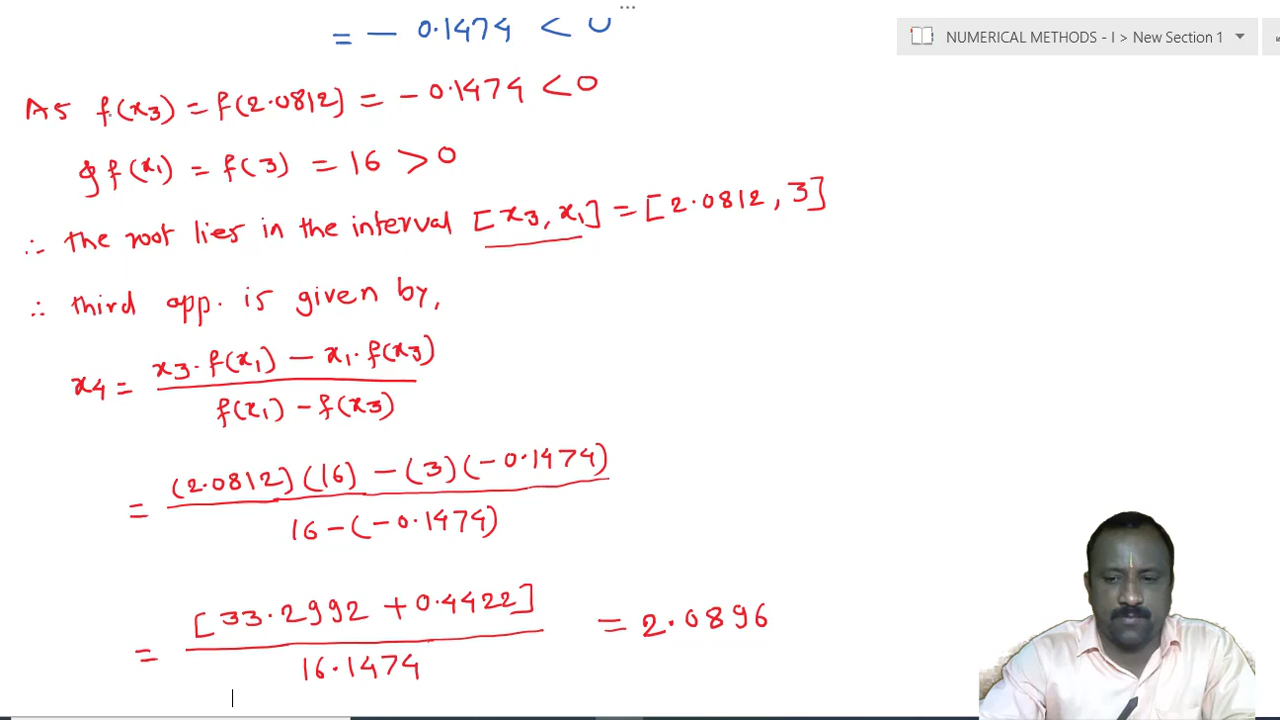 ...
= - 0.1474 < 0
NUMERICAL METHODS - I > New Section 1
As f(x3) = f(2.0812] = - 0.1474 < 0
& f(x1) = f(3) = 16 > 0
∴ the root lies in the interval [x3, x1] = [2.0812, 3]
∴ third app. is given by,
x4 = x3·f(x1) - x1·f(x3) / f(x1) - f(x3)
= (2.0812)(16) - (3)(-0.1474) / 16-(-0.1474)
= [33.2992 + 0.4422] / 16.1474 = 2.0896